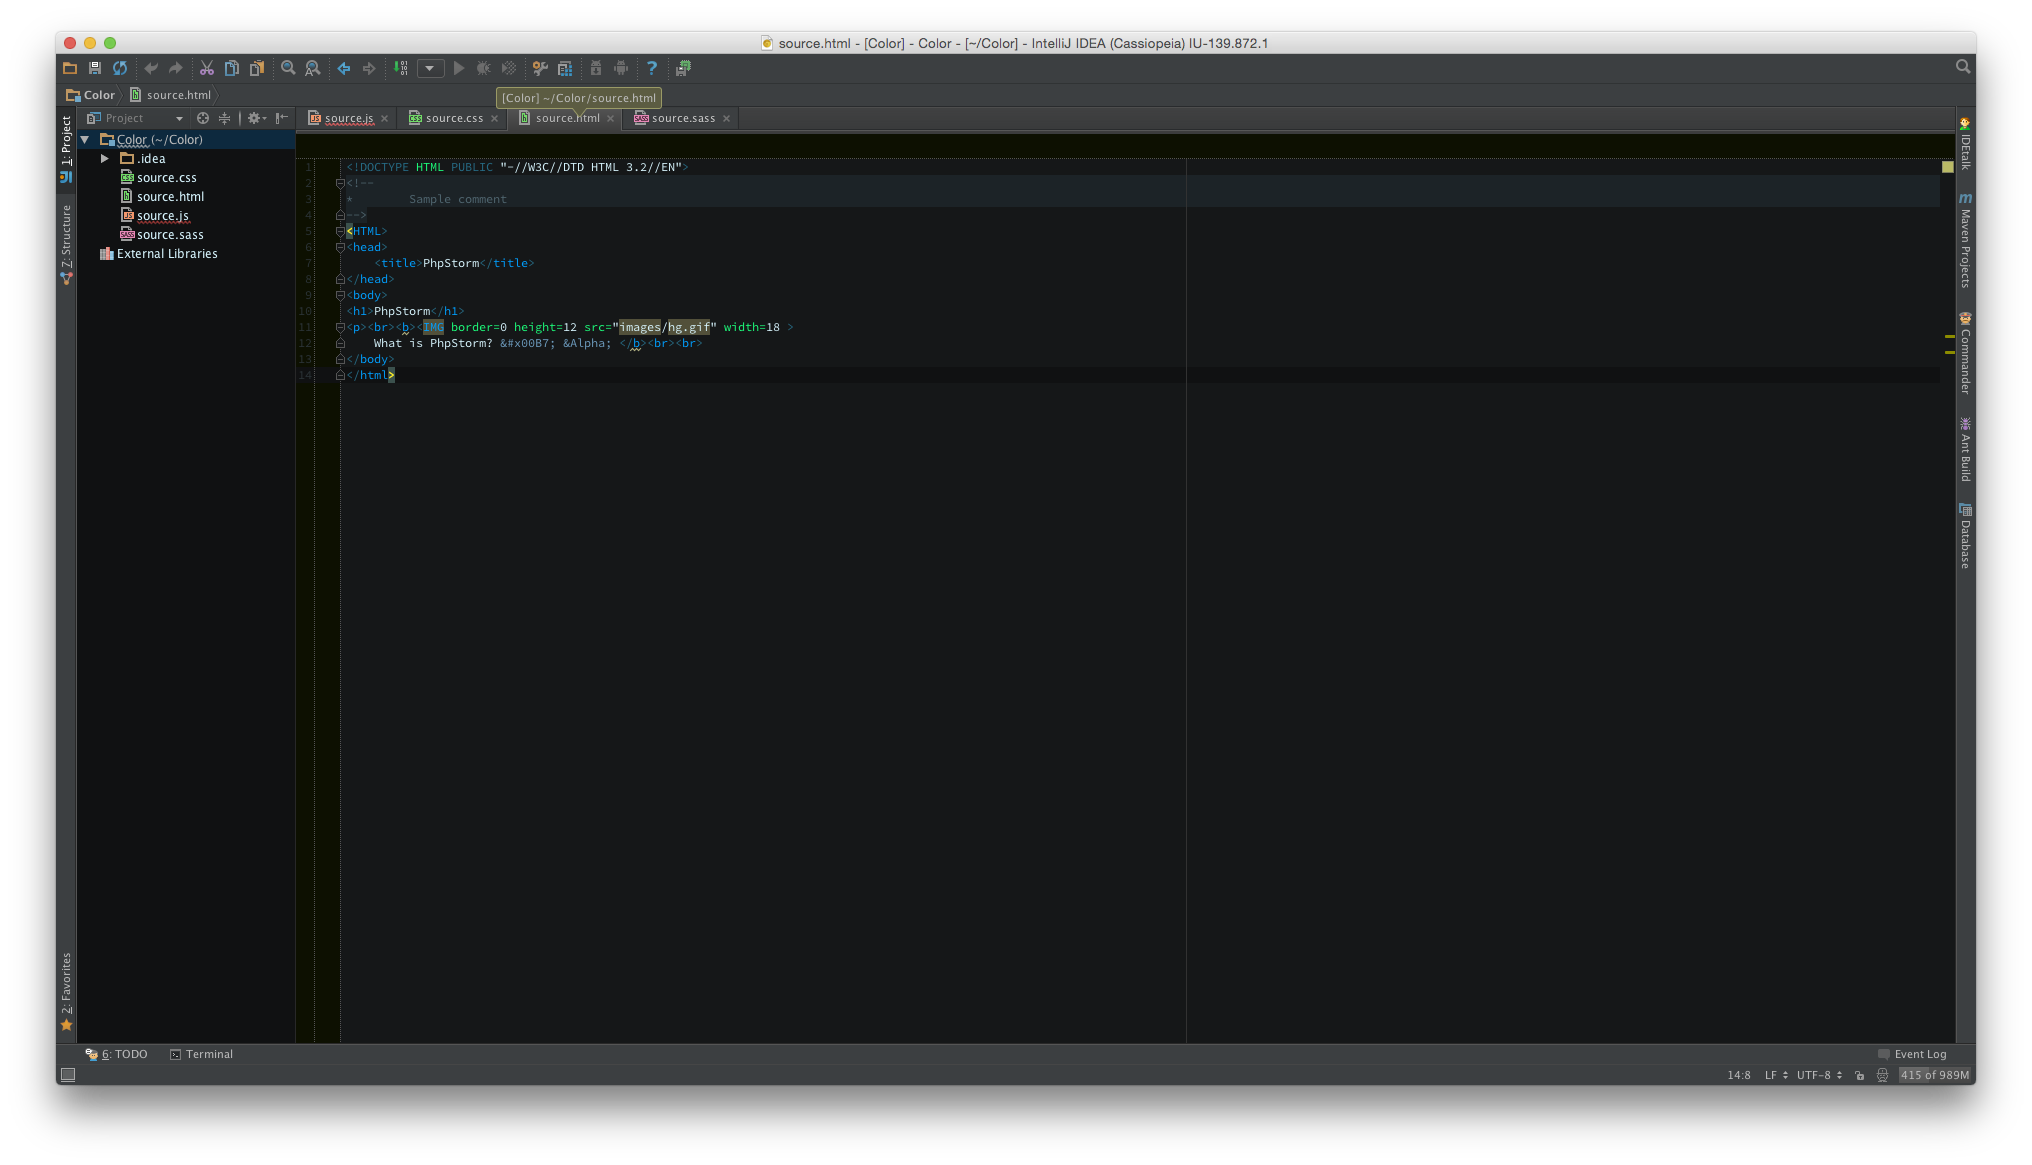 source.html - [Color] - Color - [~/Color] - IntelliJ IDEA (Cassiopeia) IU-139.872.1
Color source.html
[Color] ~/Color/source.html
Project
source.js source.css source.html source.sass
Color (~/Color)
.idea
source.css
source.html
source.js
source.sass
External Libraries
1: Project
7: Structure
2: Favorites
1 <!DOCTYPE HTML PUBLIC "-//W3C//DTD HTML 3.2//EN">
2 <!--
3 * Sample comment
4 -->
5 <HTML>
6 <head>
7 <title>PhpStorm</title>
8 </head>
9 <body>
10 <h1>PhpStorm</h1>
11 <p><br><b><IMG border=0 height=12 src="images/hg.gif" width=18 >
12 What is PhpStorm? &#x00B7; &Alpha; </b><br><br>
13 </body>
14 </html>
IDEtalk
m Maven Projects
Commander
Ant Build
Database
6: TODO Terminal Event Log
14:8 LF UTF-8 415 of 989M